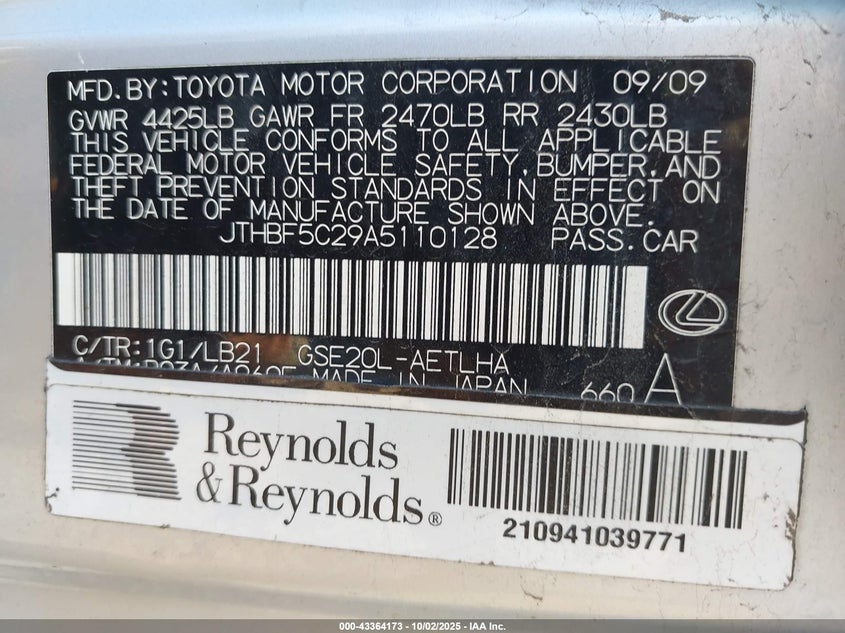 MFD. BY: TOYOTA MOTOR CORPORATION 09/09
GVWR 4425LB GAWR FR 2470LB RR 2430LB
THIS VEHICLE CONFORMS TO ALL APPLICABLE
FEDERAL MOTOR VEHICLE SAFETY, BUMPER, AND
THEFT PREVENTION STANDARDS IN EFFECT ON
THE DATE OF MANUFACTURE SHOWN ABOVE.
JTHBF5C29A5110128 PASS. CAR
C/TR: 1G1/LB21 GSE20L-AETLHA
MADE IN JAPAN 660 A
Reynolds
& Reynolds®
210941039771
000-43364173 - 10/02/2025 - IAA Inc.